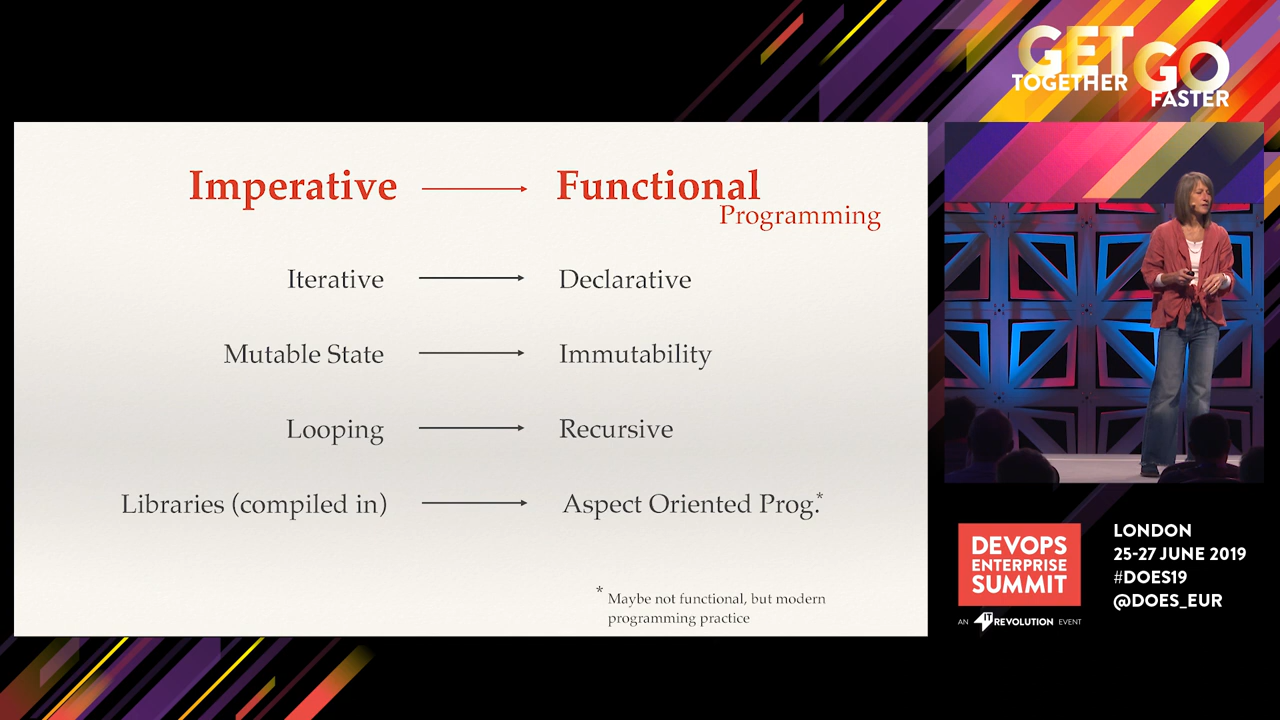 GET
TOGETHER
GO
FASTER
Imperative Functional
Programming
Iterative Declarative
Mutable State Immutability
Looping Recursive
Libraries (compiled in) Aspect Oriented Prog.*
* Maybe not functional, but modern
programming practice
DEVOPS
ENTERPRISE
SUMMIT
AN IT REVOLUTION EVENT
LONDON
25-27 JUNE 2019
#DOES19
@DOES_EUR